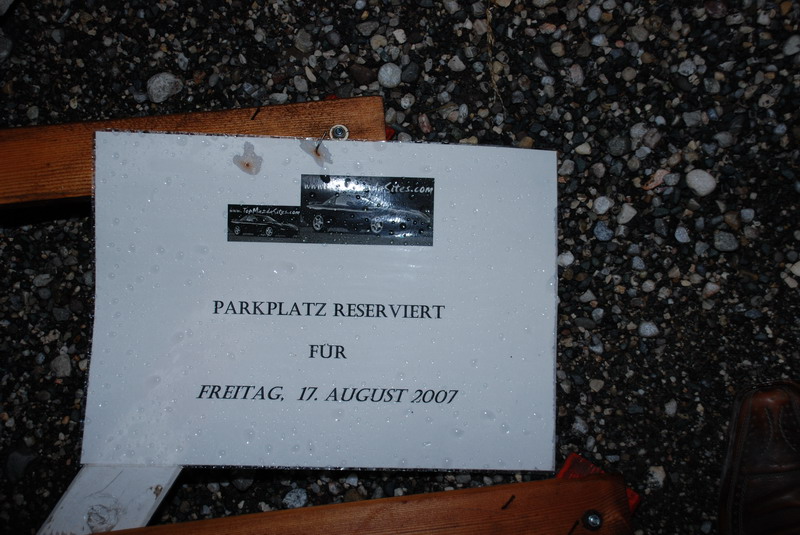 www.TopMazdaSites.com
PARKPLATZ RESERVIERT
FÜR
FREITAG, 17. AUGUST 2007